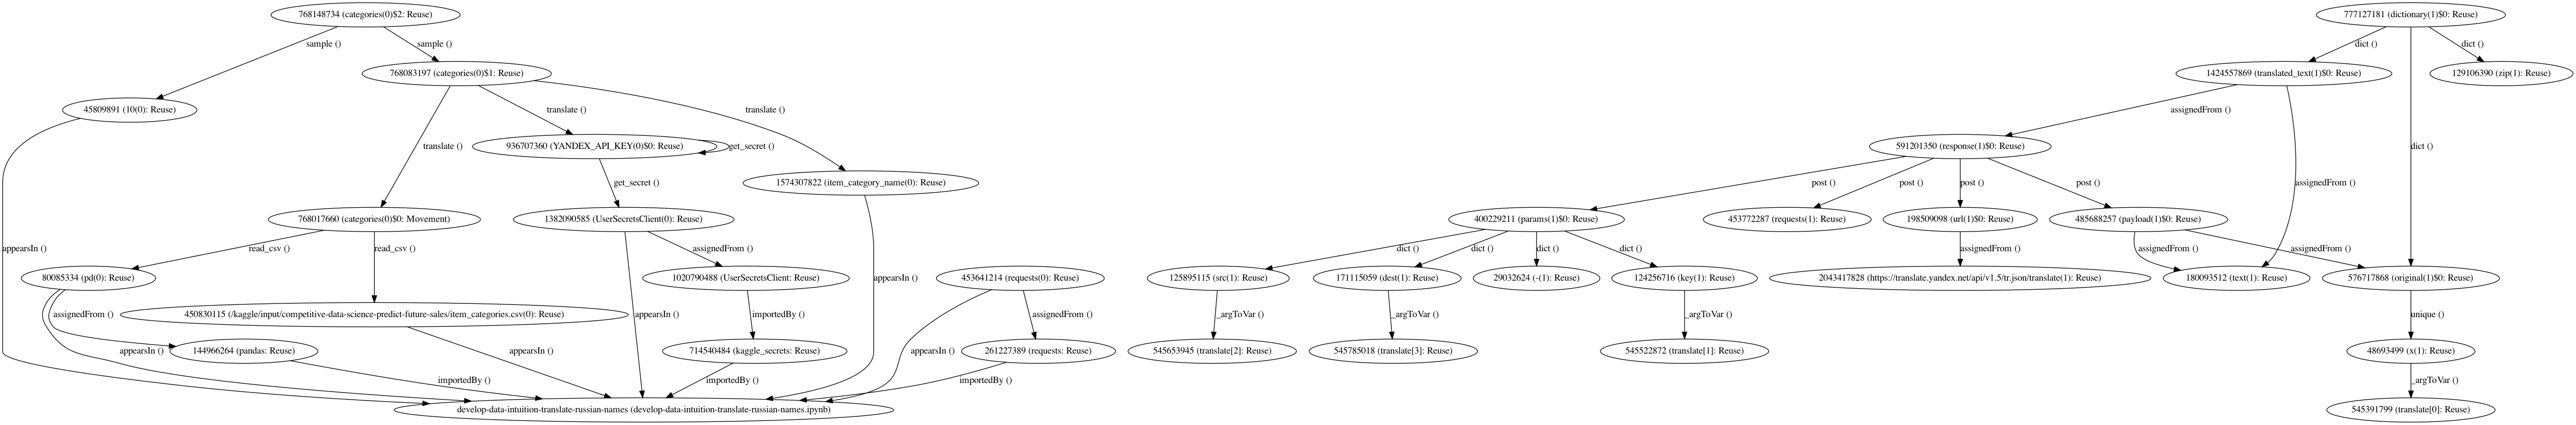 768148734 (categories(0)$2: Reuse)
777127181 (dictionary(1)$0: Reuse)
sample ()
sample ()
dict ()
dict ()
768083197 (categories(0)$1: Reuse)
1424557869 (translated_text(1)$0: Reuse)
129106390 (zip(1): Reuse)
45809891 (10(0): Reuse)
translate ()
translate ()
assignedFrom ()
translate ()
936707360 (YANDEX_API_KEY(0)$0: Reuse)
get_secret ()
591201350 (response(1)$0: Reuse)
dict ()
get_secret ()
1574307822 (item_category_name(0): Reuse)
post ()
post ()
post ()
post ()
assignedFrom ()
768017660 (categories(0)$0: Movement)
1382090585 (UserSecretsClient(0): Reuse)
400229211 (params(1)$0: Reuse)
453772287 (requests(1): Reuse)
198509098 (url(1)$0: Reuse)
485688257 (payload(1)$0: Reuse)
appearsIn ()
read_csv ()
read_csv ()
assignedFrom ()
dict ()
dict ()
dict ()
dict ()
assignedFrom ()
assignedFrom ()
assignedFrom ()
80085334 (pd(0): Reuse)
1020790488 (UserSecretsClient: Reuse)
appearsIn ()
453641214 (requests(0): Reuse)
125895115 (src(1): Reuse)
171115059 (dest(1): Reuse)
29032624 (-(1): Reuse)
124256716 (key(1): Reuse)
2043417828 (https://translate.yandex.net/api/v1.5/tr.json/translate(1): Reuse)
180093512 (text(1): Reuse)
576717868 (original(1)$0: Reuse)
assignedFrom ()
450830115 (/kaggle/input/competitive-data-science-predict-future-sales/item_categories.csv(0): Reuse)
appearsIn ()
importedBy ()
assignedFrom ()
_argToVar ()
_argToVar ()
_argToVar ()
unique ()
appearsIn ()
144966264 (pandas: Reuse)
appearsIn ()
714540484 (kaggle_secrets: Reuse)
appearsIn ()
261227389 (requests: Reuse)
545653945 (translate[2]: Reuse)
545785018 (translate[3]: Reuse)
545522872 (translate[1]: Reuse)
48693499 (x(1): Reuse)
importedBy ()
importedBy ()
importedBy ()
_argToVar ()
develop-data-intuition-translate-russian-names (develop-data-intuition-translate-russian-names.ipynb)
545391799 (translate[0]: Reuse)